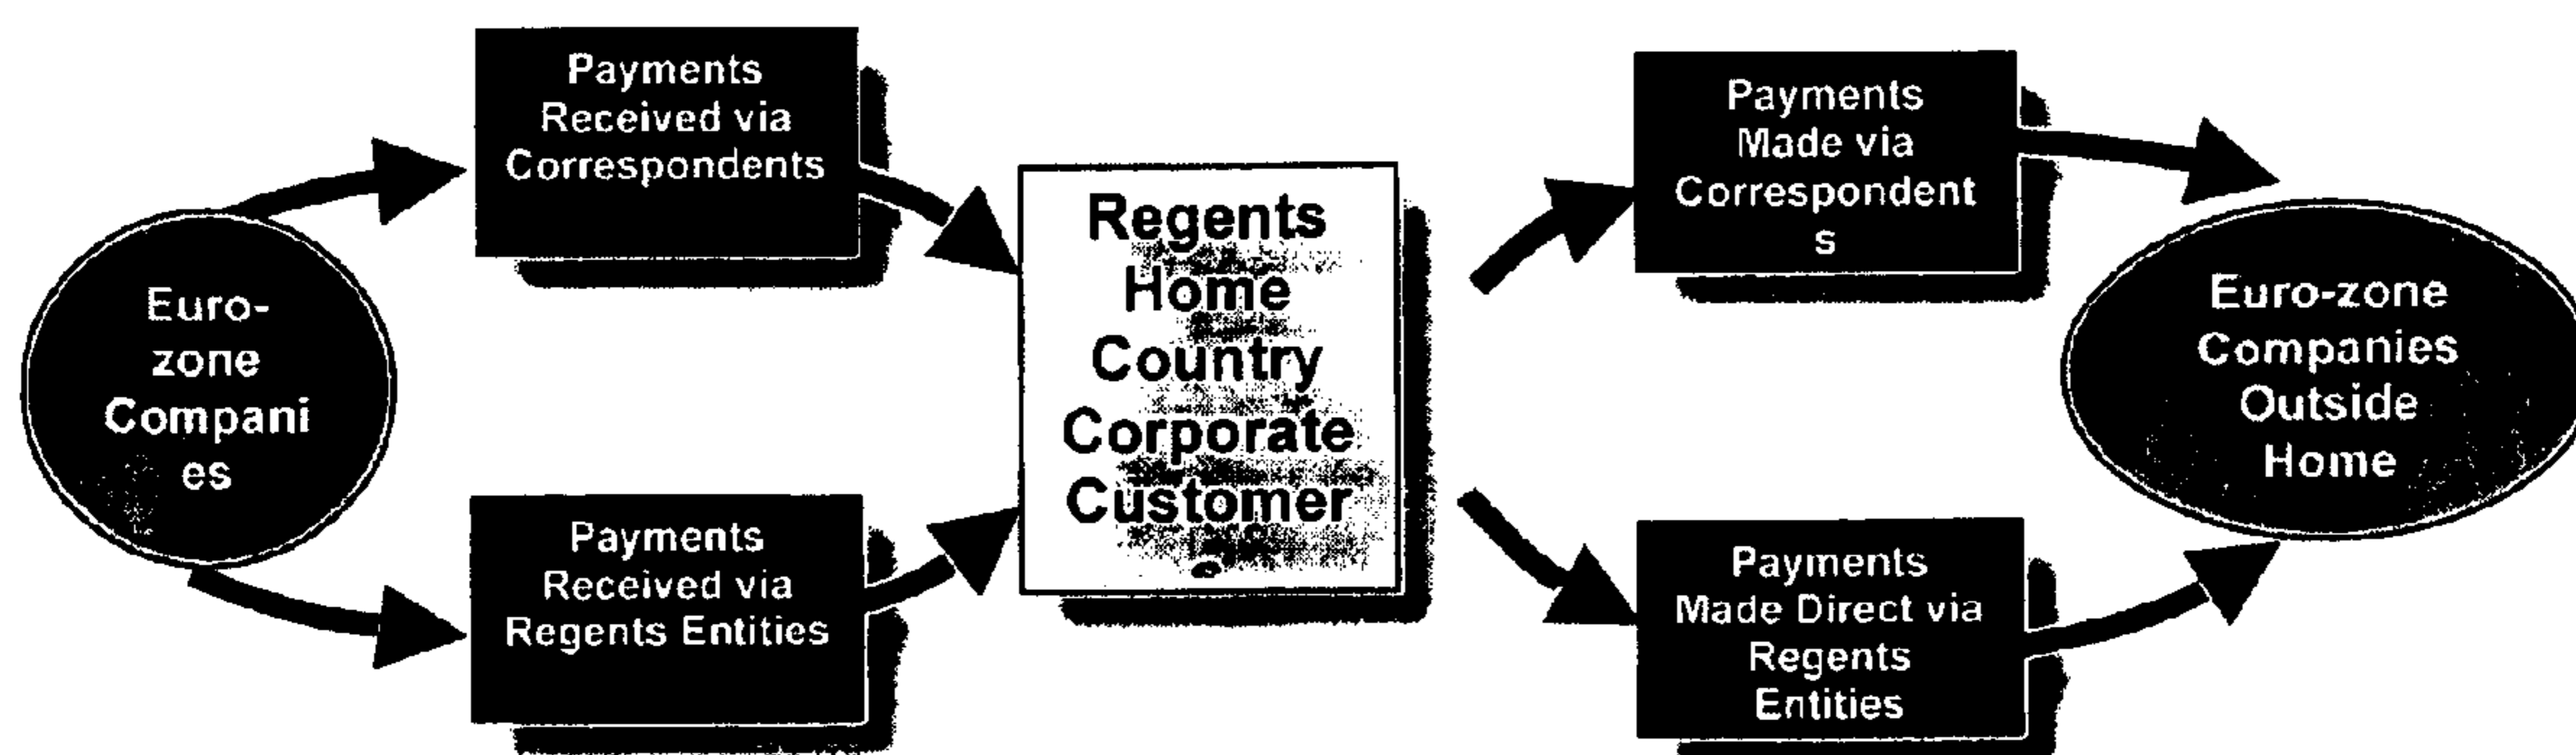 Euro-
zone
Compani
es
Payments
Received via
Correspondents
Payments
Received via
Regents Entities
Regents
Home
Country
Corporate
Customer
Payments
Made via
Correspondent
s
Payments
Made Direct via
Regents
Entities
Euro-zone
Companies
Outside
Home